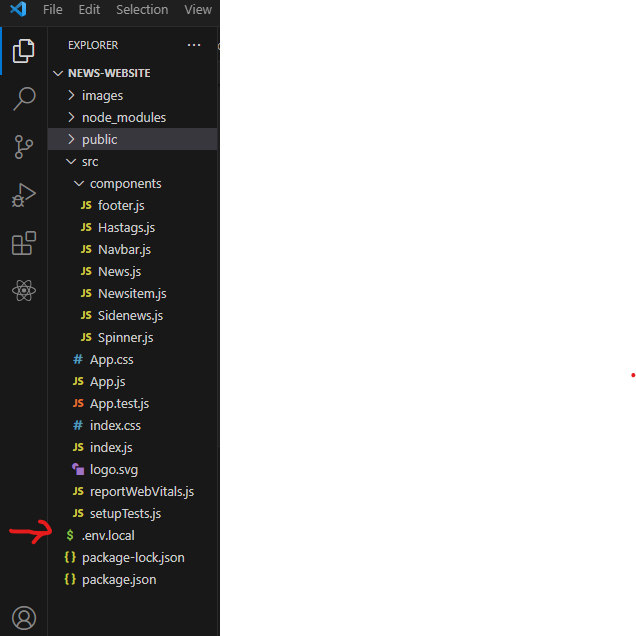 File Edit Selection View
EXPLORER ...
NEWS-WEBSITE
images
node_modules
public
src
components
JS footer.js
JS Hastags.js
JS Navbar.js
JS News.js
JS Newsitem.js
JS Sidenews.js
JS Spinner.js
# App.css
JS App.js
JS App.test.js
# index.css
JS index.js
logo.svg
JS reportWebVitals.js
JS setupTests.js
$ .env.local
{} package-lock.json
{} package.json